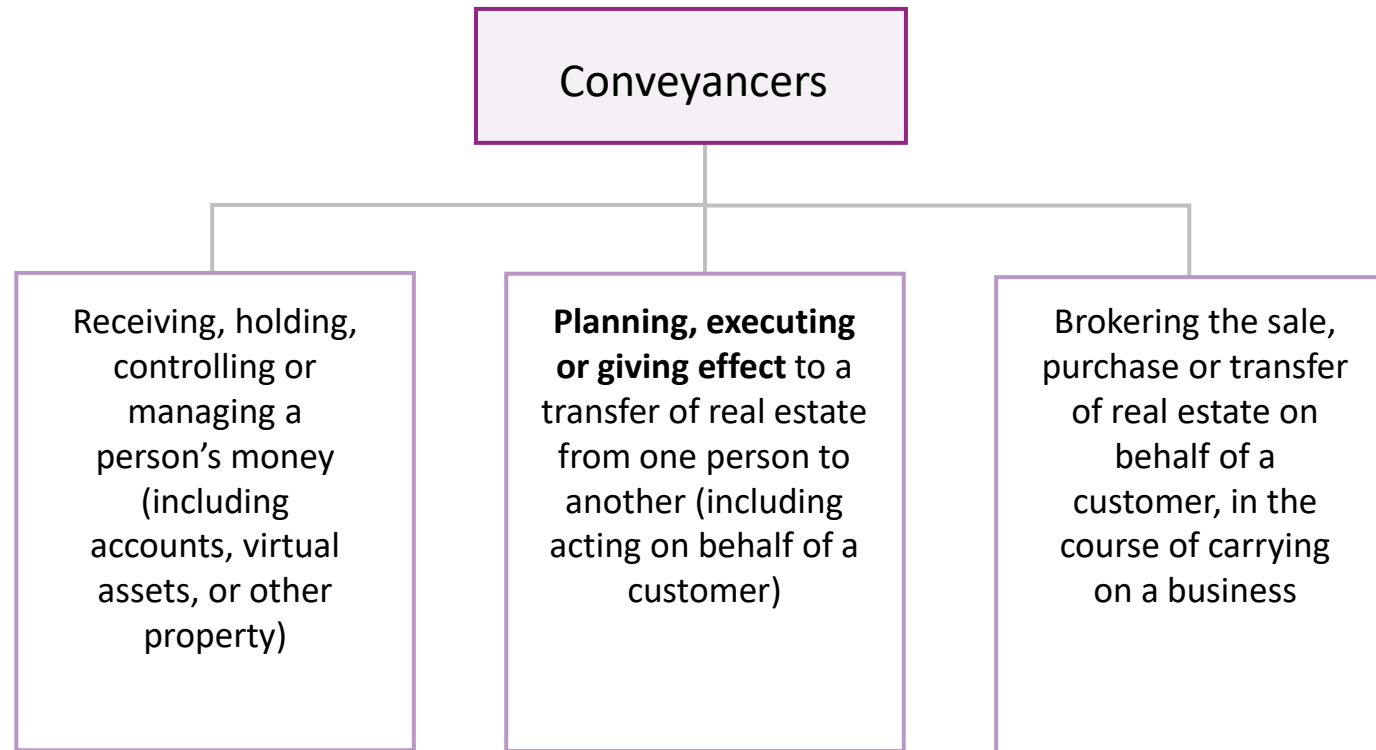 Conveyancers
Receiving, holding,
controlling or
managing a
person’s money
(including
accounts, virtual
assets, or other
property)
Planning, executing
or giving effect to a
transfer of real estate
from one person to
another (including
acting on behalf of a
customer)
Brokering the sale,
purchase or transfer
of real estate on
behalf of a
customer, in the
course of carrying
on a business